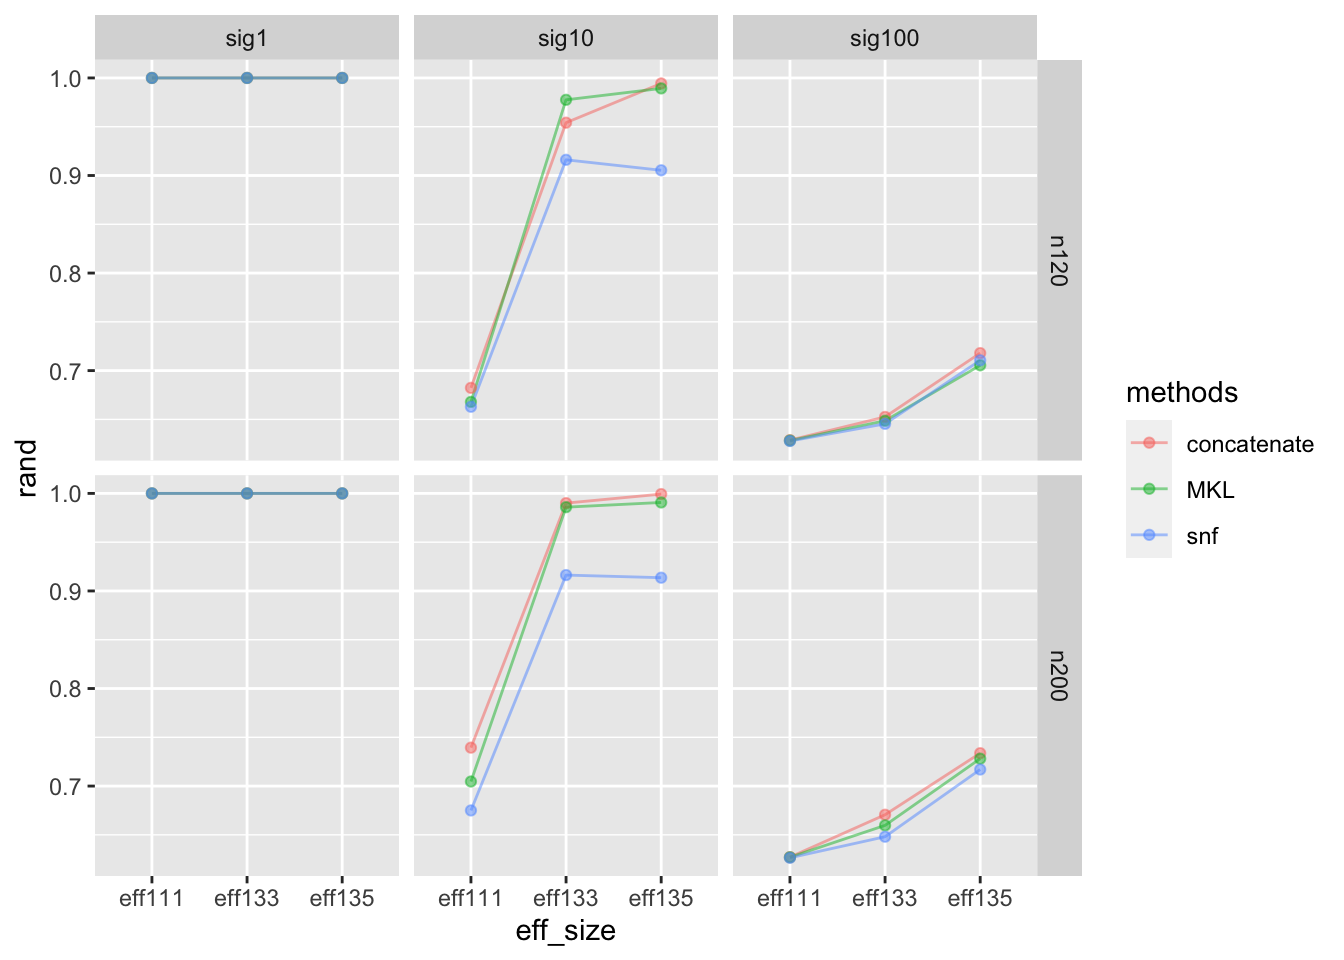 sig1
sig10
sig100
1.0
0.9
0.8
0.7
n120
rand
1.0
0.9
0.8
0.7
n200
eff111
eff133
eff135
eff111
eff133
eff135
eff111
eff133
eff135
eff_size
methods
concatenate
MKL
snf